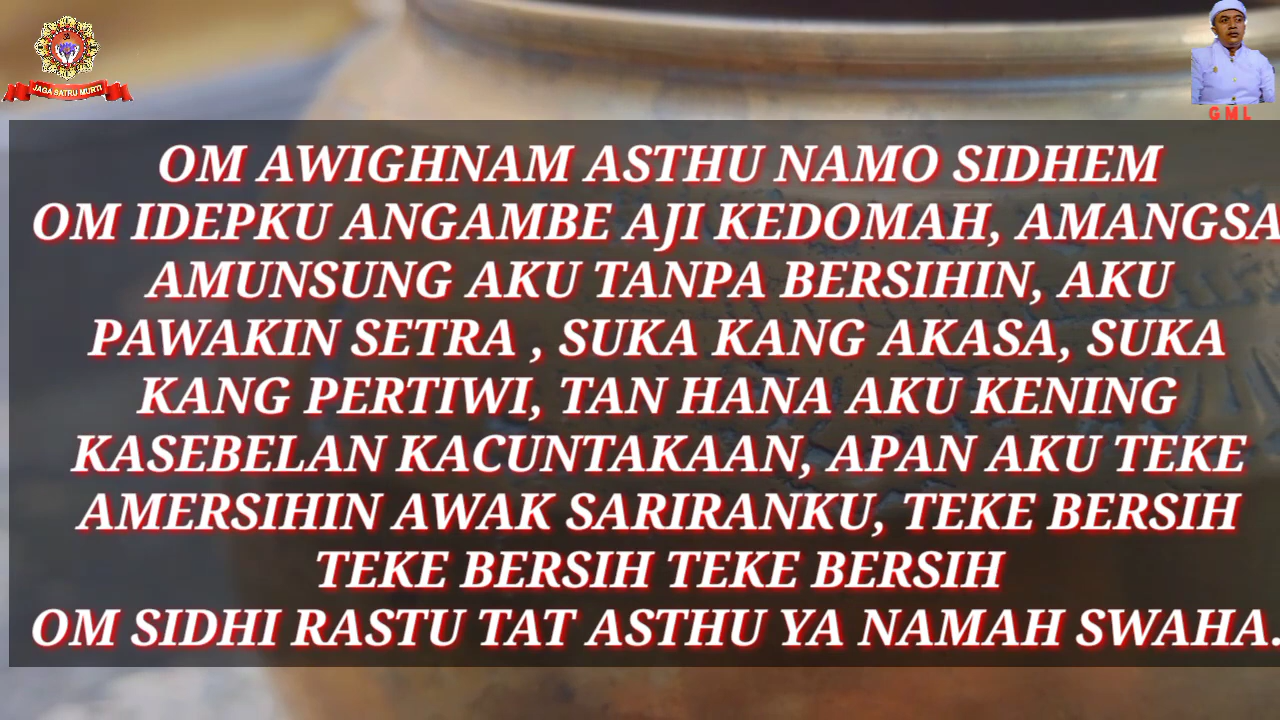 JAGA SATRU MURTI
GML
OM AWIGHNAM ASTHU NAMO SIDHEM
OM IDEPKU ANGAMBE AJI KEDOMAH, AMANGSA
AMUNSUNG AKU TANPA BERSIHIN, AKU
PAWAKIN SETRA , SUKA KANG AKASA, SUKA
KANG PERTIWI, TAN HANA AKU KENING
KASEBELAN KACUNTAKAAN, APAN AKU TEKE
AMERSIHIN AWAK SARIRANKU, TEKE BERSIH
TEKE BERSIH TEKE BERSIH
OM SIDHI RASTU TAT ASTHU YA NAMAH SWAHA.